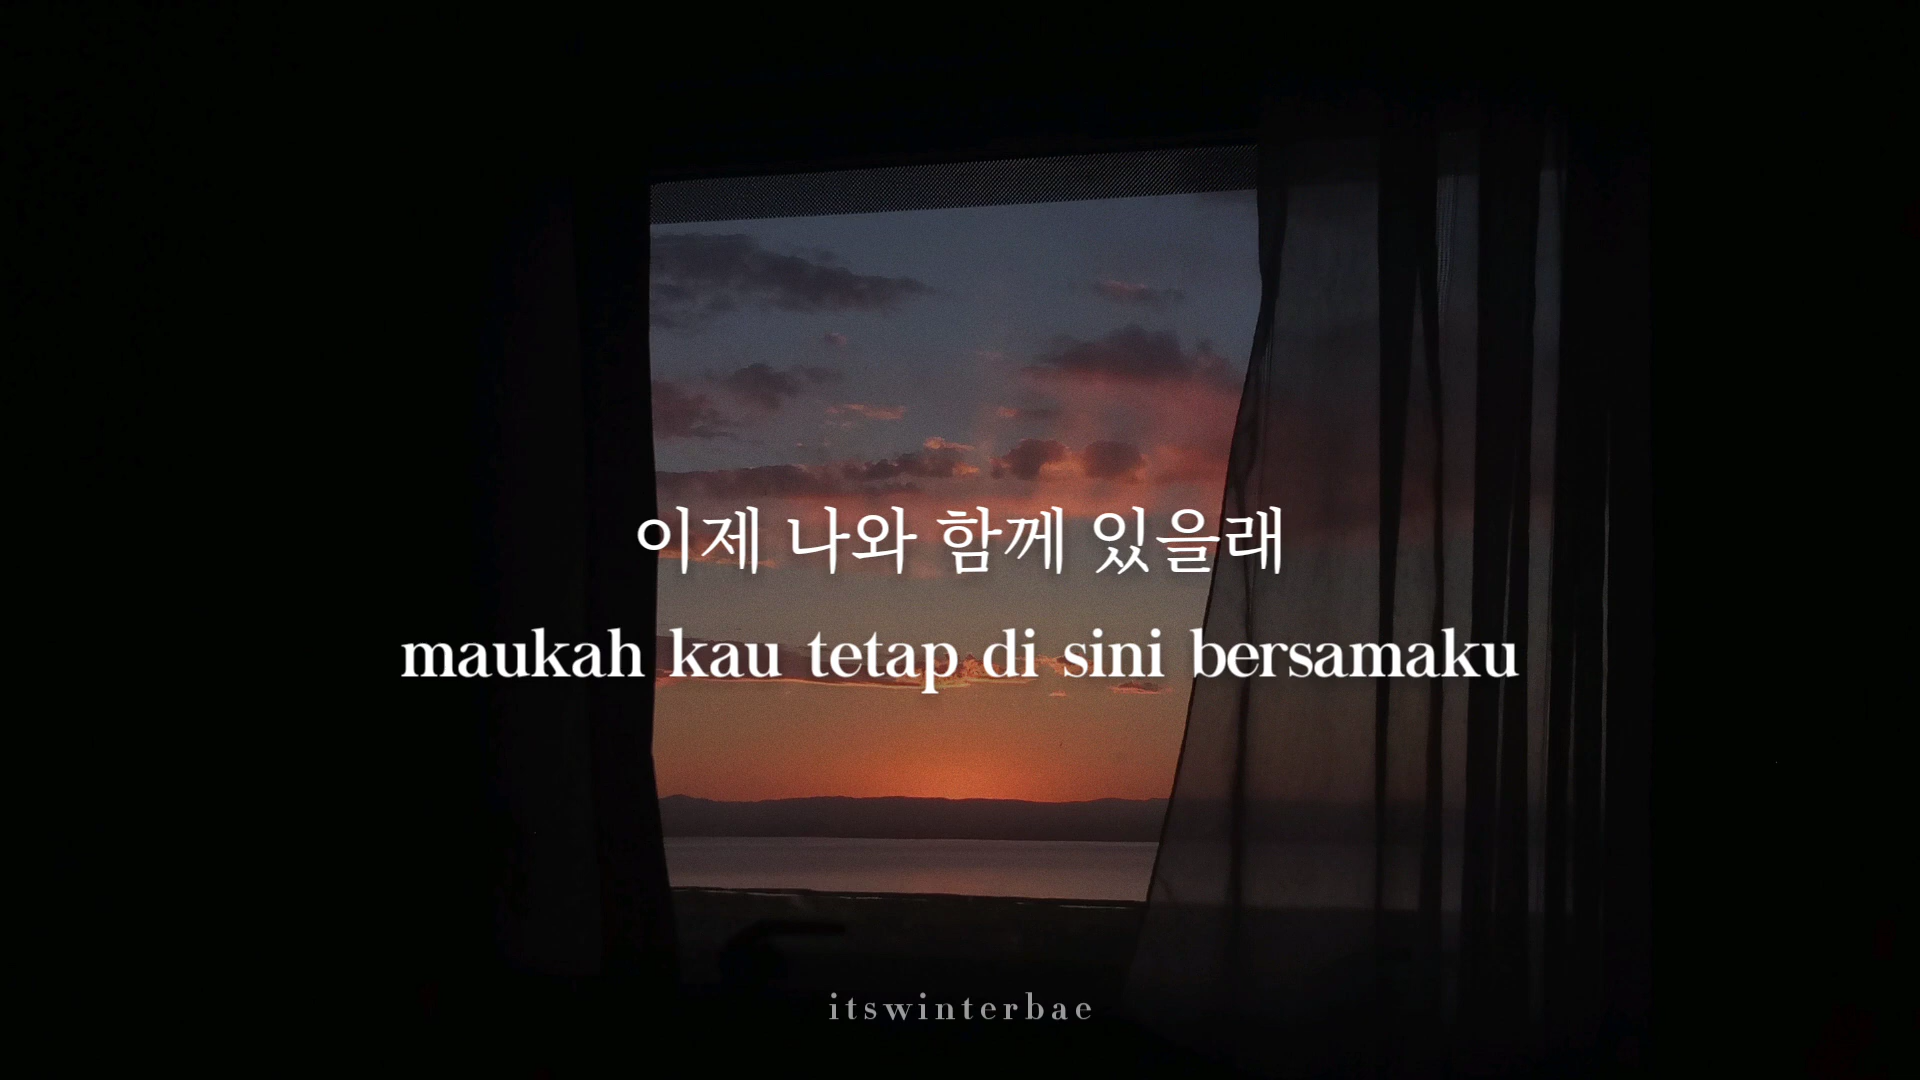 이제 나와 함께 있을래
maukah kau tetap di sini bersamaku
itswinterbae